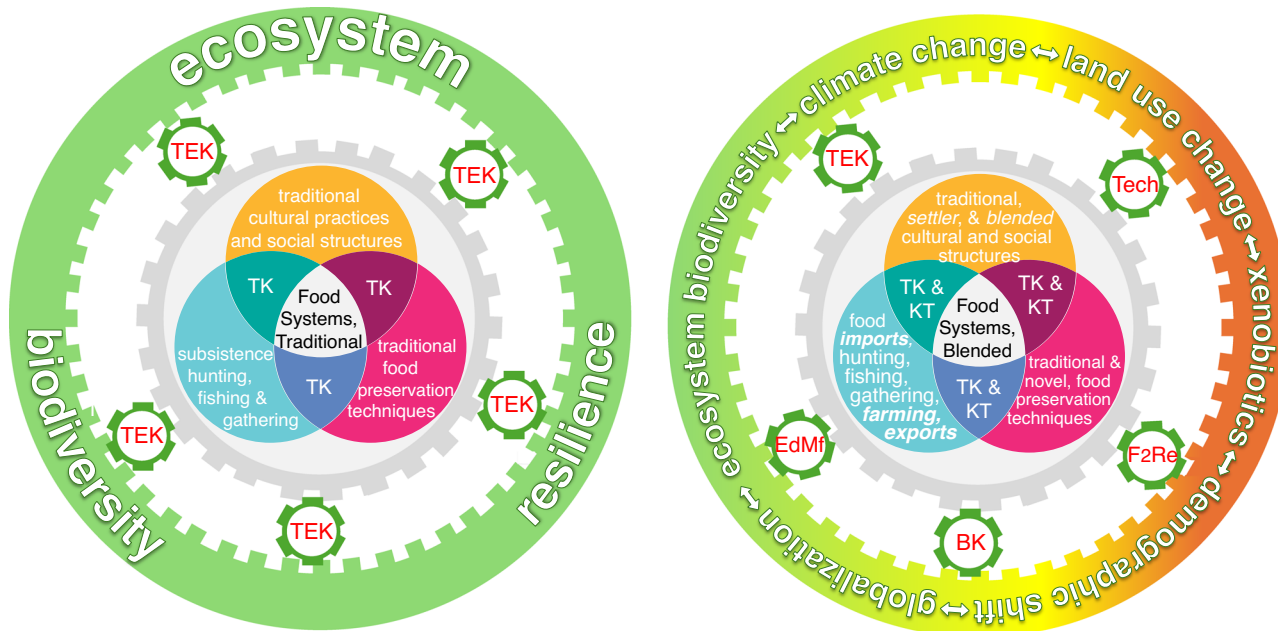 ecosystem
biodiversity
resilience
TEK
TEK
TEK
TEK
TEK
traditional
cultural practices
and social structures
TK
TK
Food
Systems,
Traditional
subsistence
hunting,
fishing &
gathering
TK
traditional
food
preservation
techniques
ecosystem biodiversity ↔ climate change ↔ land use change ↔ xenobiotics ↔ demographic shift ↔ globalization ↔
TEK
Tech
F2Re
BK
EdMf
traditional,
settler, & blended
cultural and social
structures
TK &
KT
TK &
KT
Food
Systems,
Blended
food
imports,
hunting,
fishing,
gathering,
farming,
exports
TK &
KT
traditional &
novel, food
preservation
techniques